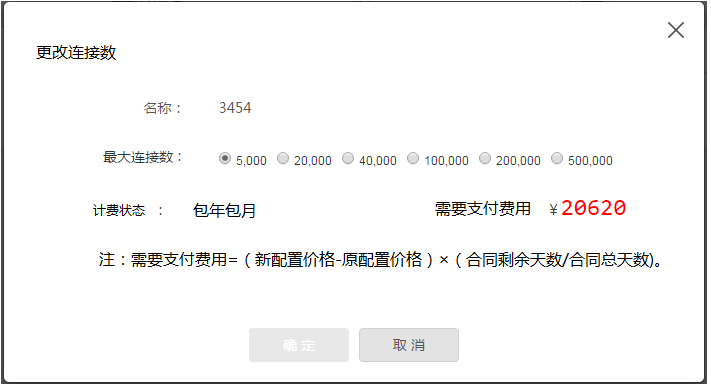 更改连接数
名称： 3454
最大连接数： 5,000 20,000 40,000 100,000 200,000 500,000
计费状态 ： 包年包月 需要支付费用 ￥20620
注：需要支付费用=（新配置价格-原配置价格）×（合同剩余天数/合同总天数)。
确 定 取 消